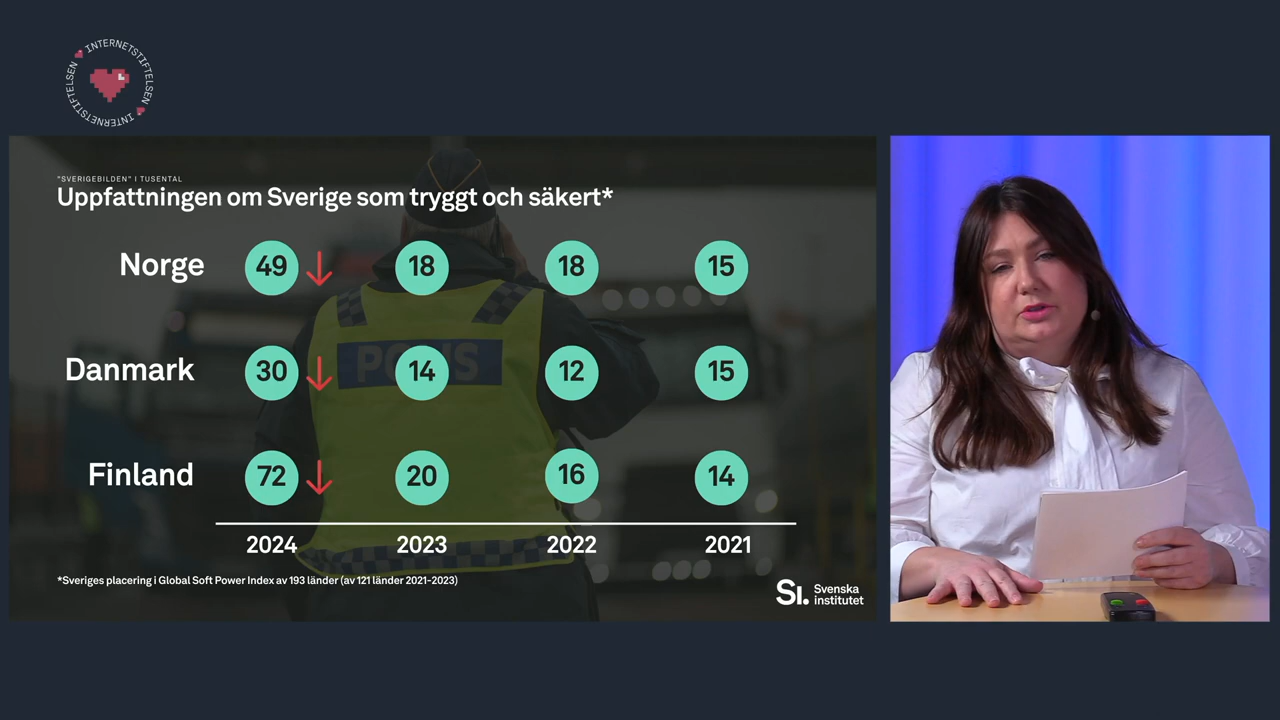 INTERNETSTIFTELSEN
INTERNETSTIFTELSEN
"SVERIGEBILDEN" I TUSENTAL
Uppfattningen om Sverige som tryggt och säkert*
Norge 49 18 18 15
Danmark 30 14 12 15
POLIS
Finland 72 20 16 14
2024 2023 2022 2021
*Sveriges placering i Global Soft Power Index av 193 länder (av 121 länder 2021-2023)
SI. Svenska
institutet